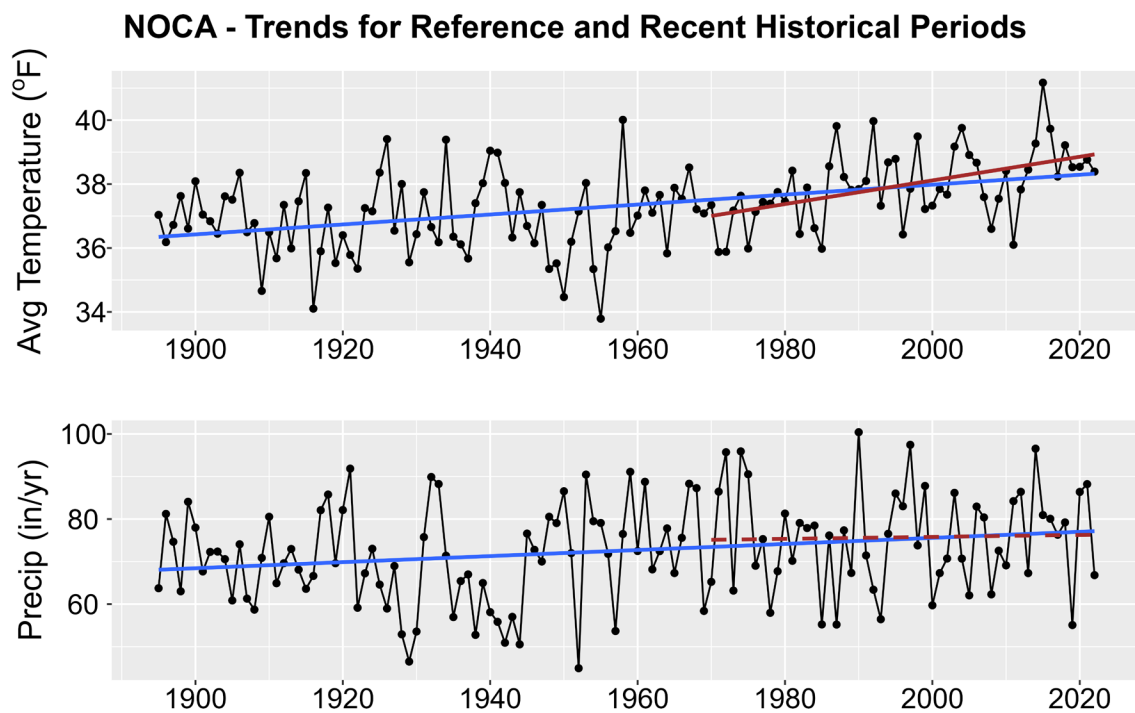 NOCA - Trends for Reference and Recent Historical Periods
Avg Temperature (°F)
40
38
36
34
1900 1920 1940 1960 1980 2000 2020
Precip (in/yr)
100
80
60
1900 1920 1940 1960 1980 2000 2020